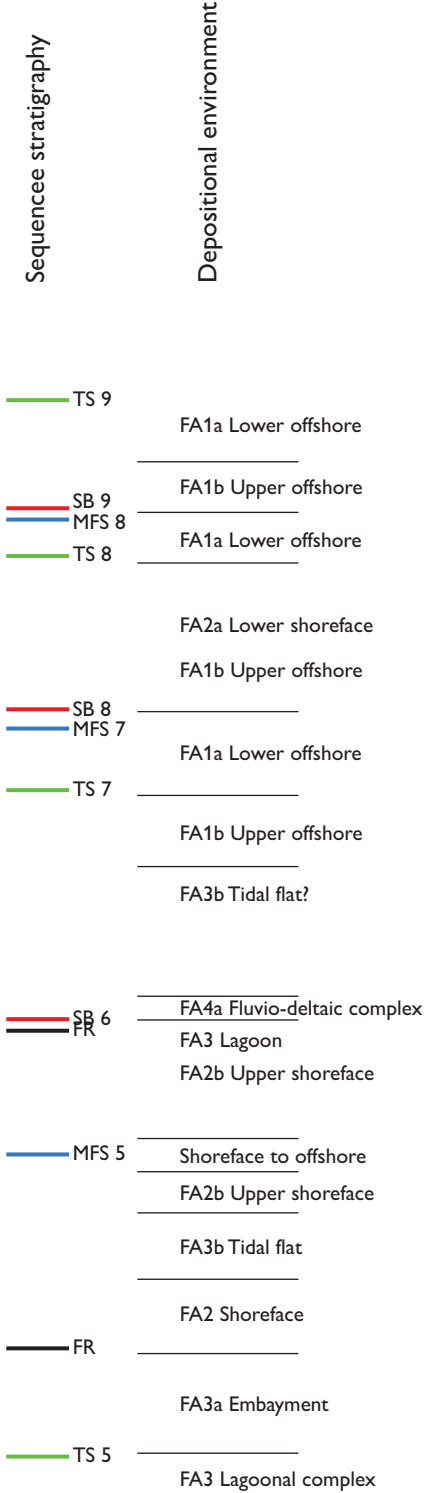 Sequencee stratigraphy
Depositional environment
TS 9
FA1a Lower offshore
FA1b Upper offshore
SB 9
MFS 8
FA1a Lower offshore
TS 8
FA2a Lower shoreface
FA1b Upper offshore
SB 8
MFS 7
FA1a Lower offshore
TS 7
FA1b Upper offshore
FA3b Tidal flat?
FA4a Fluvio-deltaic complex
SB 6
FR
FA3 Lagoon
FA2b Upper shoreface
MFS 5
Shoreface to offshore
FA2b Upper shoreface
FA3b Tidal flat
FA2 Shoreface
FR
FA3a Embayment
TS 5
FA3 Lagoonal complex